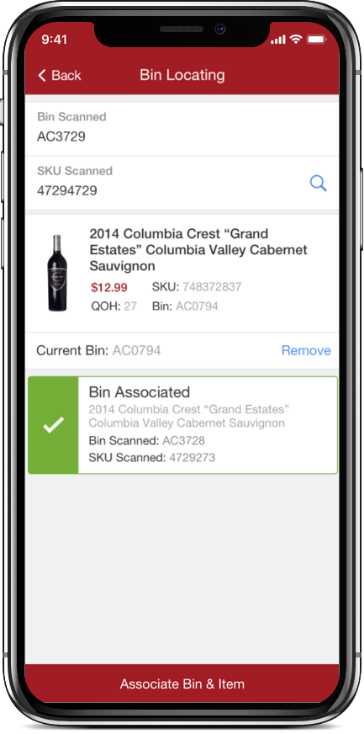 9:41
Back
Bin Locating
Bin Scanned
AC3729
SKU Scanned
47294729
2014 Columbia Crest “Grand
Estates” Columbia Valley Cabernet
Sauvignon
$12.99 SKU: 748372837
QOH: 27 Bin: AC0794
Current Bin: AC0794 Remove
Bin Associated
2014 Columbia Crest “Grand Estates”
Columbia Valley Cabernet Sauvignon
Bin Scanned: AC3728
SKU Scanned: 4729273
Associate Bin & Item